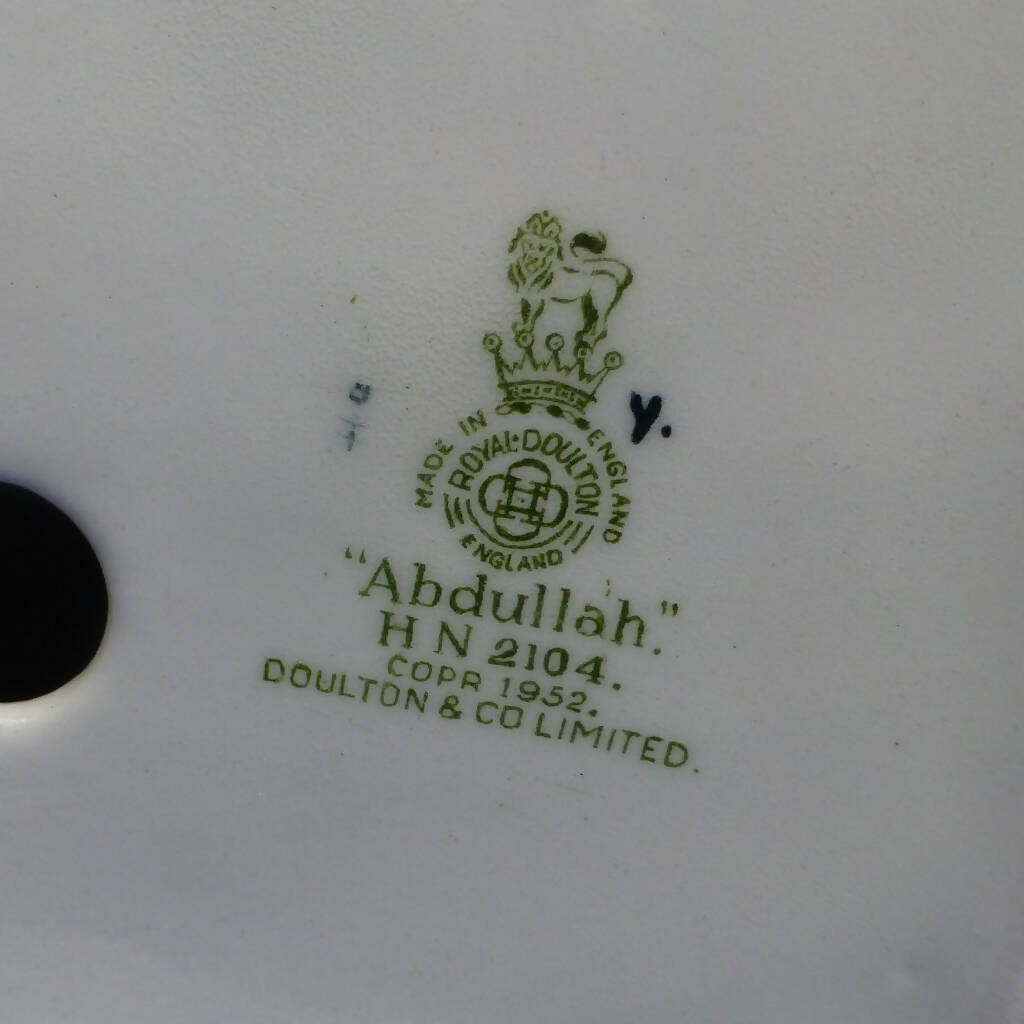 MADE IN ENGLAND
ROYAL·DOULTON
ENGLAND
"Abdullah."
H N 2104.
COPR 1952.
DOULTON & CO LIMITED.
Y.